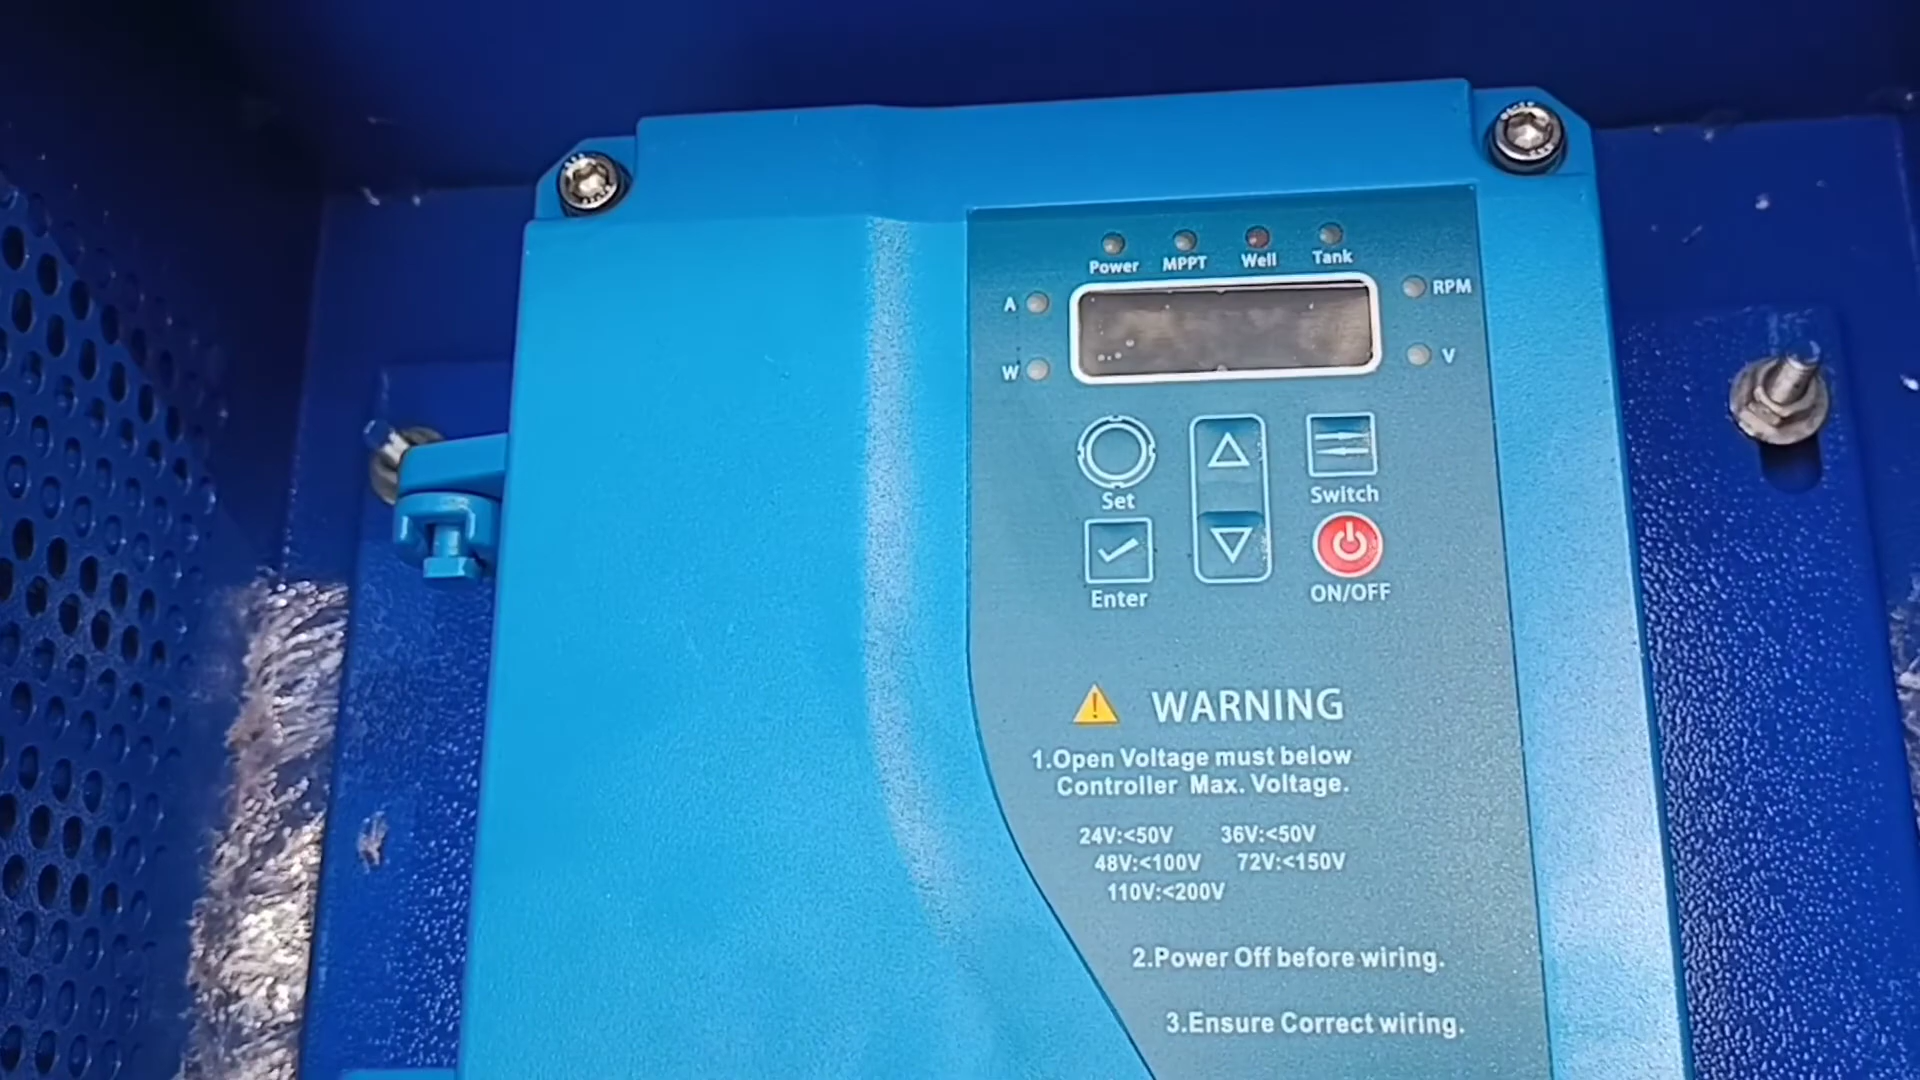 Power MPPT Well Tank
A RPM
W V
Set Switch
Enter ON/OFF
WARNING
1.Open Voltage must below
Controller Max. Voltage.
24V:<50V 36V:<50V
48V:<100V 72V:<150V
110V:<200V
2.Power Off before wiring.
3.Ensure Correct wiring.